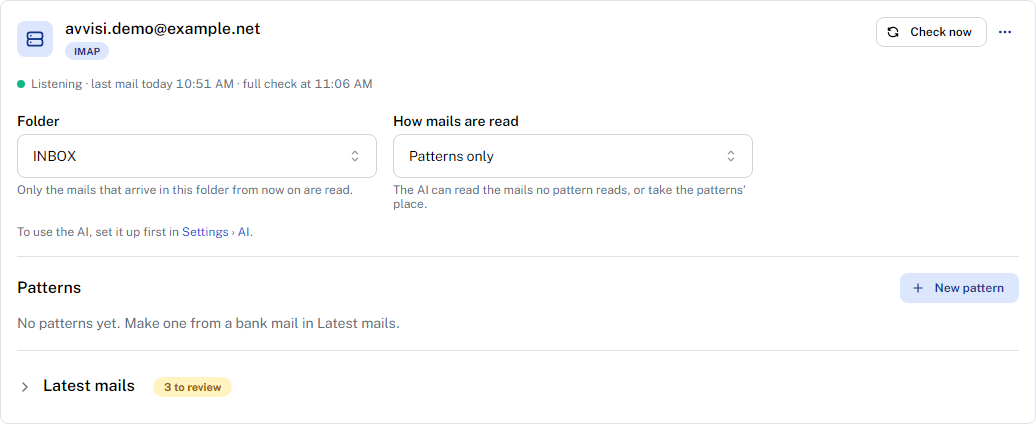 avvisi.demo@example.net
IMAP
Check now
Listening · last mail today 10:51 AM · full check at 11:06 AM
Folder
INBOX
Only the mails that arrive in this folder from now on are read.
How mails are read
Patterns only
The AI can read the mails no pattern reads, or take the patterns'
place.
To use the AI, set it up first in Settings › AI.
Patterns
New pattern
No patterns yet. Make one from a bank mail in Latest mails.
Latest mails
3 to review